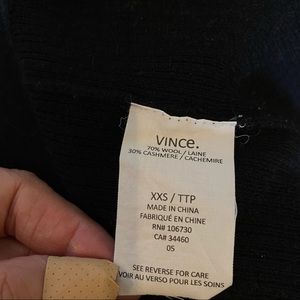 VINCE.
70% WOOL / LAINE
30% CASHMERE / CACHEMIRE
XXS / TTP
MADE IN CHINA
FABRIQUÉ EN CHINE
RN# 106730
CA# 34460
05
SEE REVERSE FOR CARE
VOIR AU VERSO POUR LES SOINS